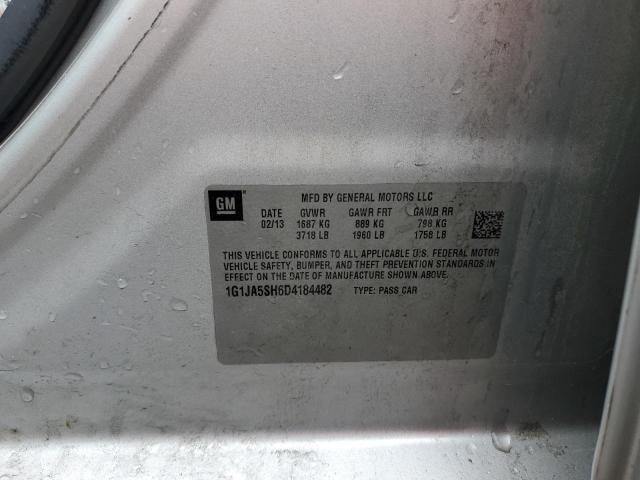 GM
MFD BY GENERAL MOTORS LLC
DATE GVWR GAWR FRT GAWR RR
02/13 1687 KG 889 KG 798 KG
3718 LB 1960 LB 1758 LB
THIS VEHICLE CONFORMS TO ALL APPLICABLE U.S. FEDERAL MOTOR
VEHICLE SAFETY, BUMPER, AND THEFT PREVENTION STANDARDS IN
EFFECT ON THE DATE OF MANUFACTURE SHOWN ABOVE.
1G1JA5SH6D4184482 TYPE: PASS CAR